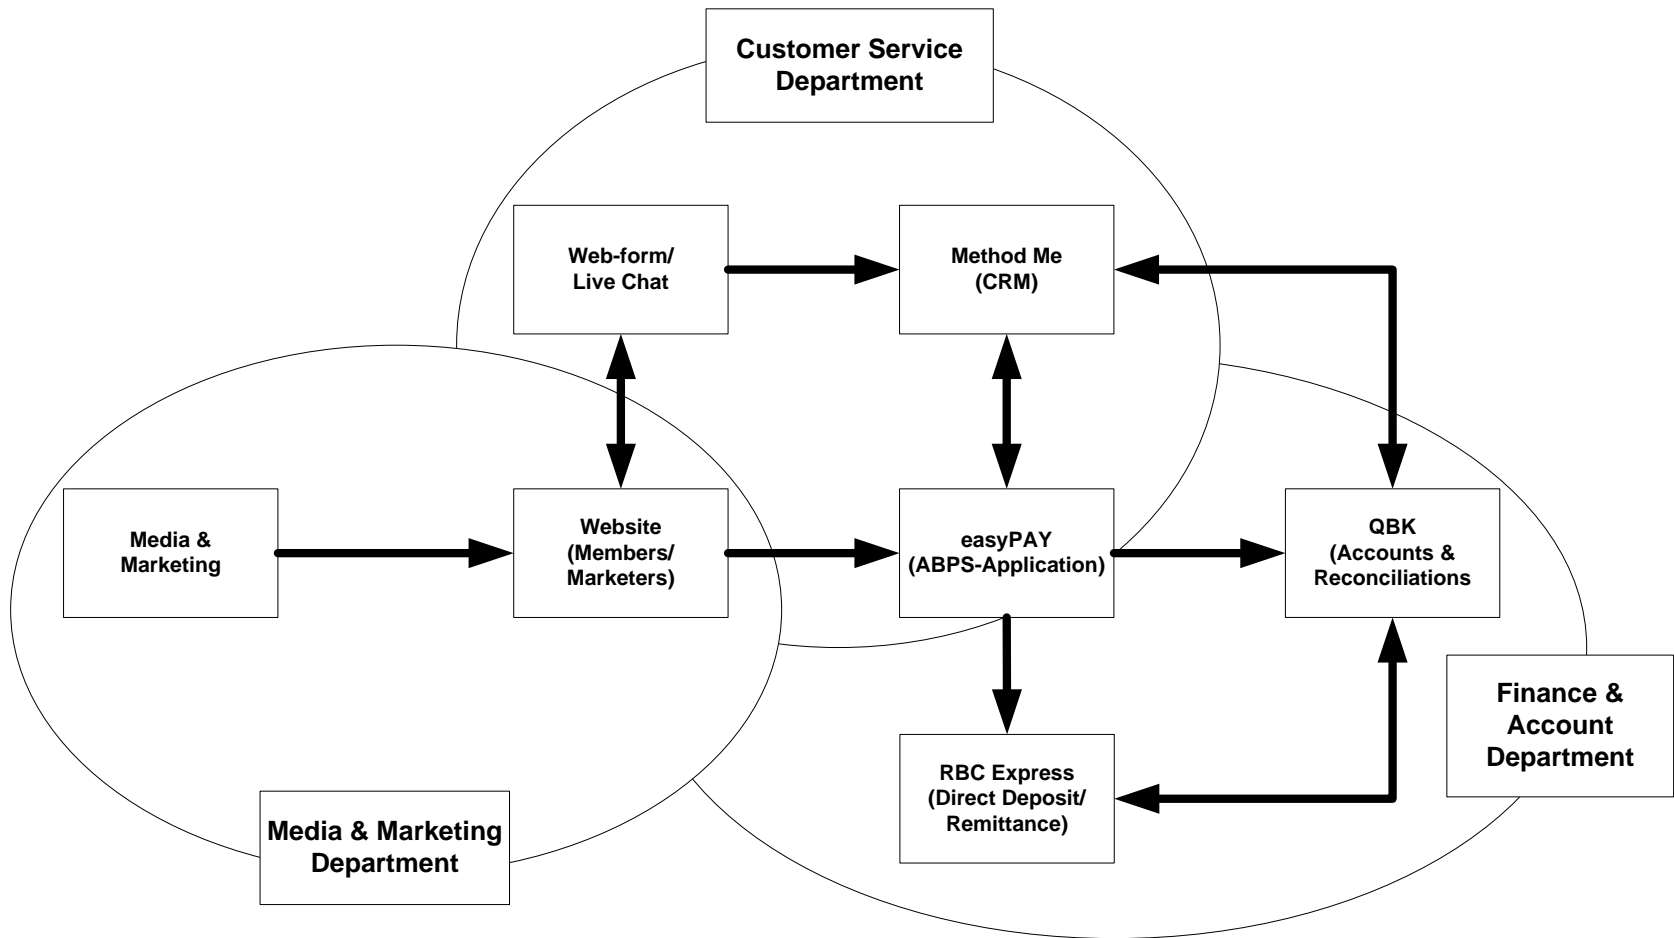 Customer Service
Department
Web-form/
Live Chat
Method Me
(CRM)
Media &
Marketing
Website
(Members/
Marketers)
easyPAY
(ABPS-Application)
QBK
(Accounts &
Reconciliations
RBC Express
(Direct Deposit/
Remittance)
Finance &
Account
Department
Media & Marketing
Department